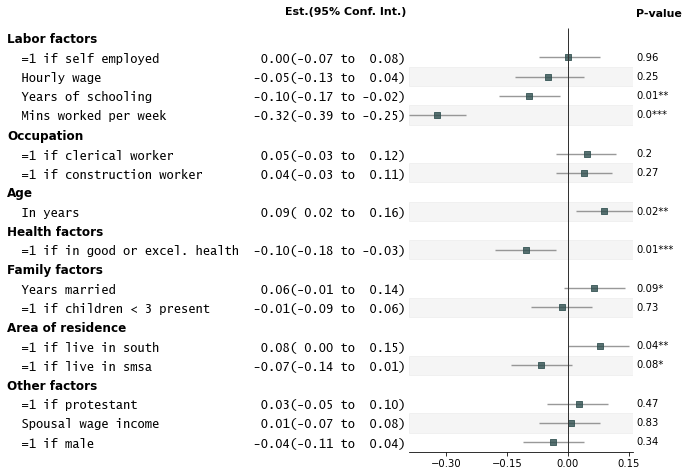 Est.(95% Conf. Int.) P-value
Labor factors
=1 if self employed 0.00(-0.07 to 0.08) 0.96
Hourly wage -0.05(-0.13 to 0.04) 0.25
Years of schooling -0.10(-0.17 to -0.02) 0.01**
Mins worked per week -0.32(-0.39 to -0.25) 0.0***
Occupation
=1 if clerical worker 0.05(-0.03 to 0.12) 0.2
=1 if construction worker 0.04(-0.03 to 0.11) 0.27
Age
In years 0.09( 0.02 to 0.16) 0.02**
Health factors
=1 if in good or excel. health -0.10(-0.18 to -0.03) 0.01***
Family factors
Years married 0.06(-0.01 to 0.14) 0.09*
=1 if children < 3 present -0.01(-0.09 to 0.06) 0.73
Area of residence
=1 if live in south 0.08( 0.00 to 0.15) 0.04**
=1 if live in smsa -0.07(-0.14 to 0.01) 0.08*
Other factors
=1 if protestant 0.03(-0.05 to 0.10) 0.47
Spousal wage income 0.01(-0.07 to 0.08) 0.83
=1 if male -0.04(-0.11 to 0.04) 0.34
−0.30 −0.15 0.00 0.15